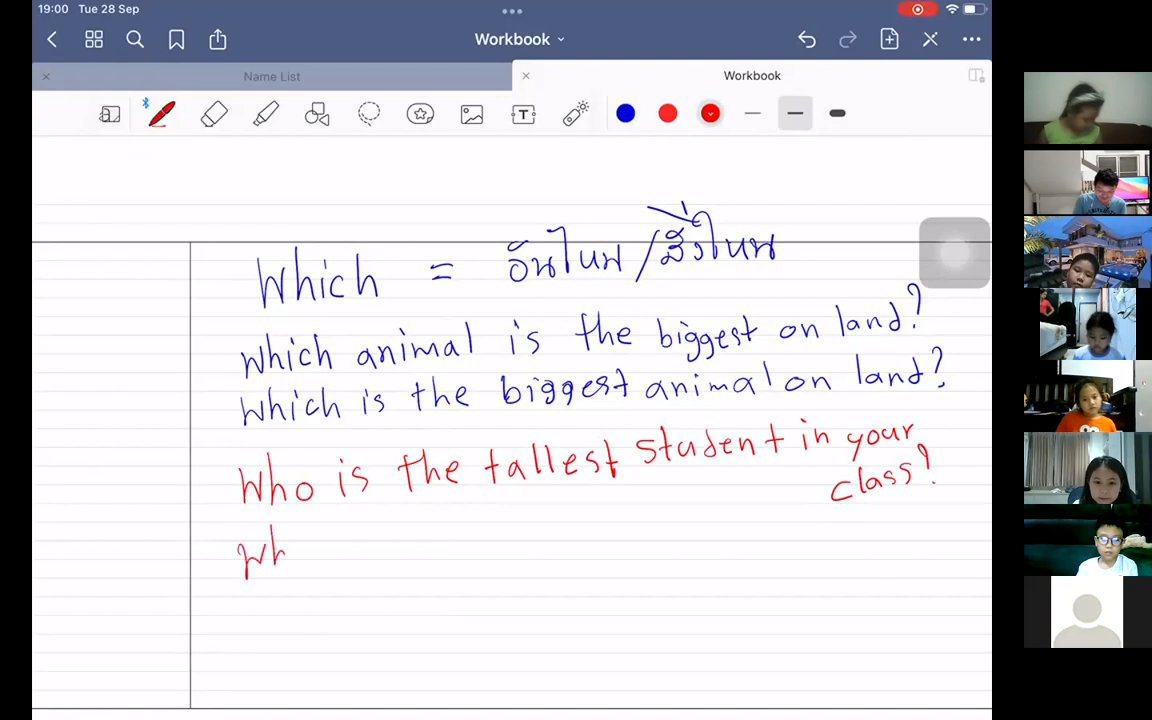 19:00 Tue 28 Sep
Workbook
Name List
Workbook
T
Which = อันไหน/สิ่งไหน
Which animal is the biggest on land?
Which is the biggest animal on land?
Who is the tallest student in your
class?
Wh